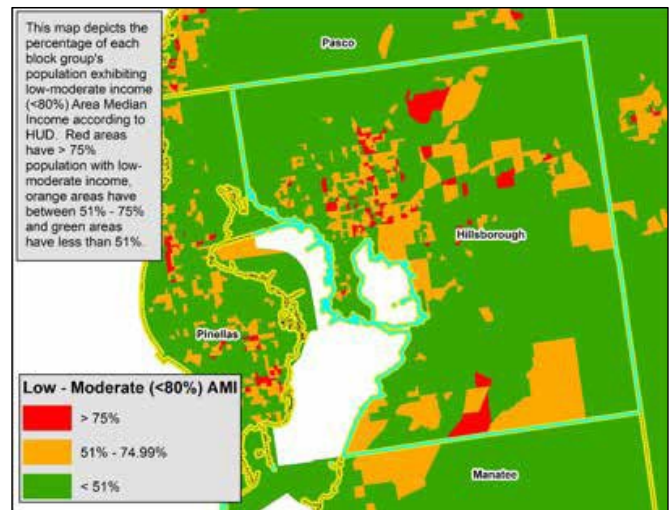 This map depicts the
percentage of each
block group's
population exhibiting
low-moderate income
(<80%) Area Median
Income according to
HUD. Red areas
have > 75%
population with low-
moderate income,
orange areas have
between 51% - 75%
and green areas
have less than 51%.
Pasco
Hillsborough
Pinellas
Manatee
Low - Moderate (<80%) AMI
> 75%
51% - 74.99%
< 51%